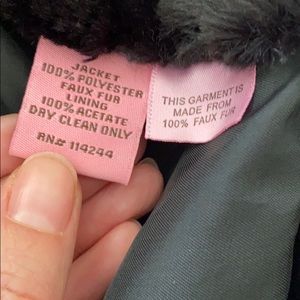 JACKET
100% POLYESTER
FAUX FUR
LINING
100% ACETATE
DRY CLEAN ONLY
RN# 114244
THIS GARMENT IS
MADE FROM
100% FAUX FUR